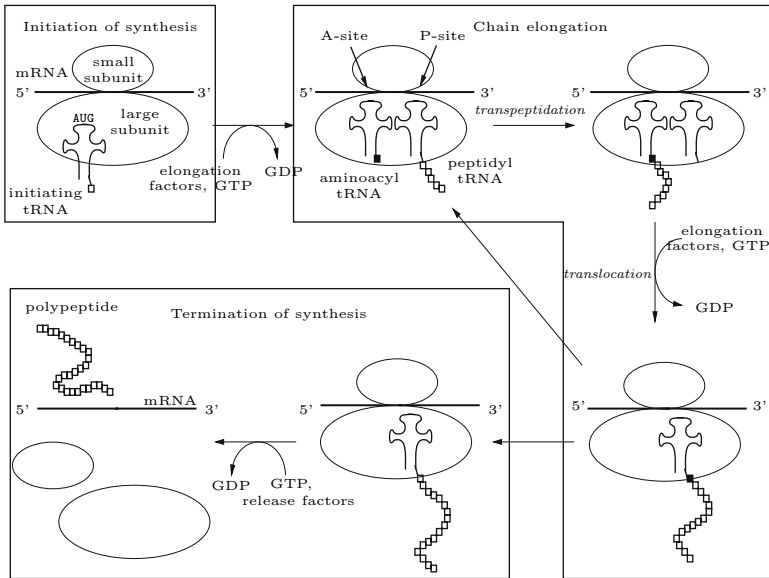 Initiation of synthesis
small
subunit
mRNA
5’
3’
AUG
large
subunit
initiating
tRNA
elongation
factors, GTP
GDP
Chain elongation
A-site
P-site
5’
3’
aminoacyl
tRNA
peptidyl
tRNA
transpeptidation
5’
3’
elongation
factors, GTP
translocation
GDP
5’
3’
Termination of synthesis
5’
3’
GDP
GTP,
release factors
polypeptide
mRNA
5’
3’